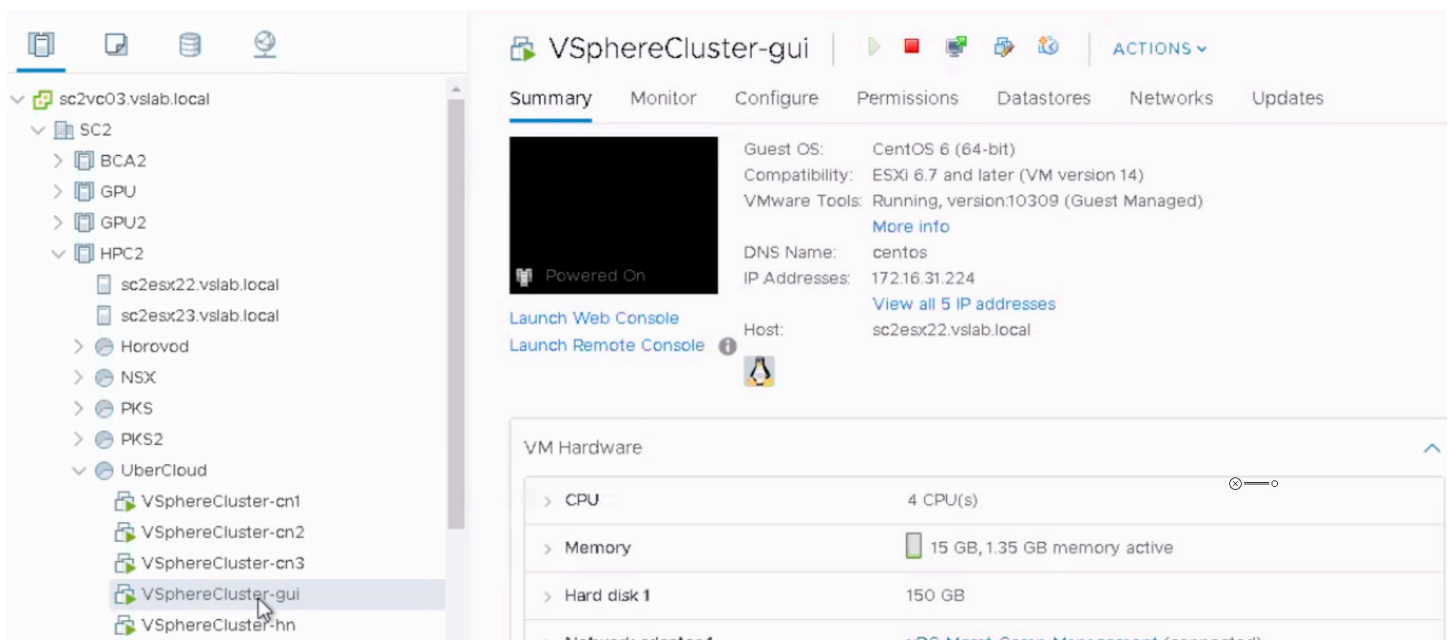 sc2vc03.vslab.local
SC2
BCA2
GPU
GPU2
HPC2
sc2esx22.vslab.local
sc2esx23.vslab.local
Horovod
NSX
PKS
PKS2
UberCloud
VSphereCluster-cn1
VSphereCluster-cn2
VSphereCluster-cn3
VSphereCluster-gui
VSphereCluster-hn
VSphereCluster-gui ACTIONS
Summary Monitor Configure Permissions Datastores Networks Updates
Powered On
Launch Web Console
Launch Remote Console
Guest OS: CentOS 6 (64-bit)
Compatibility: ESXi 6.7 and later (VM version 14)
VMware Tools: Running, version:10309 (Guest Managed)
More info
DNS Name: centos
IP Addresses: 172.16.31.224
View all 5 IP addresses
Host: sc2esx22.vslab.local
VM Hardware
CPU 4 CPU(s)
Memory 15 GB, 1.35 GB memory active
Hard disk 1 150 GB